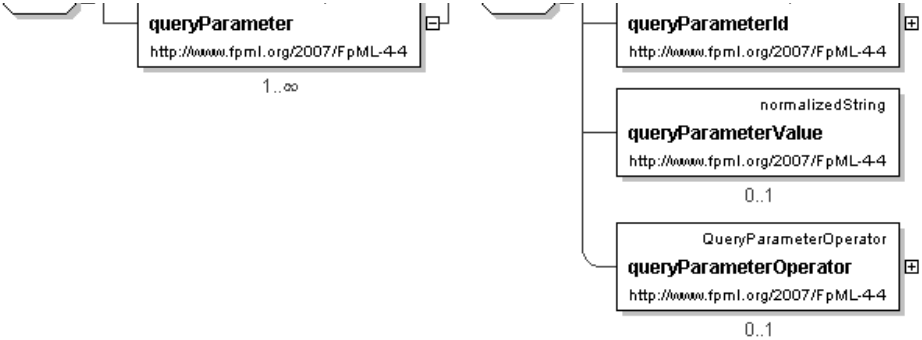 queryParameter
http://www.fpml.org/2007/FpML-4-4
1..∞
queryParameterId
http://www.fpml.org/2007/FpML-4-4
normalizedString
queryParameterValue
http://www.fpml.org/2007/FpML-4-4
0..1
QueryParameterOperator
queryParameterOperator
http://www.fpml.org/2007/FpML-4-4
0..1